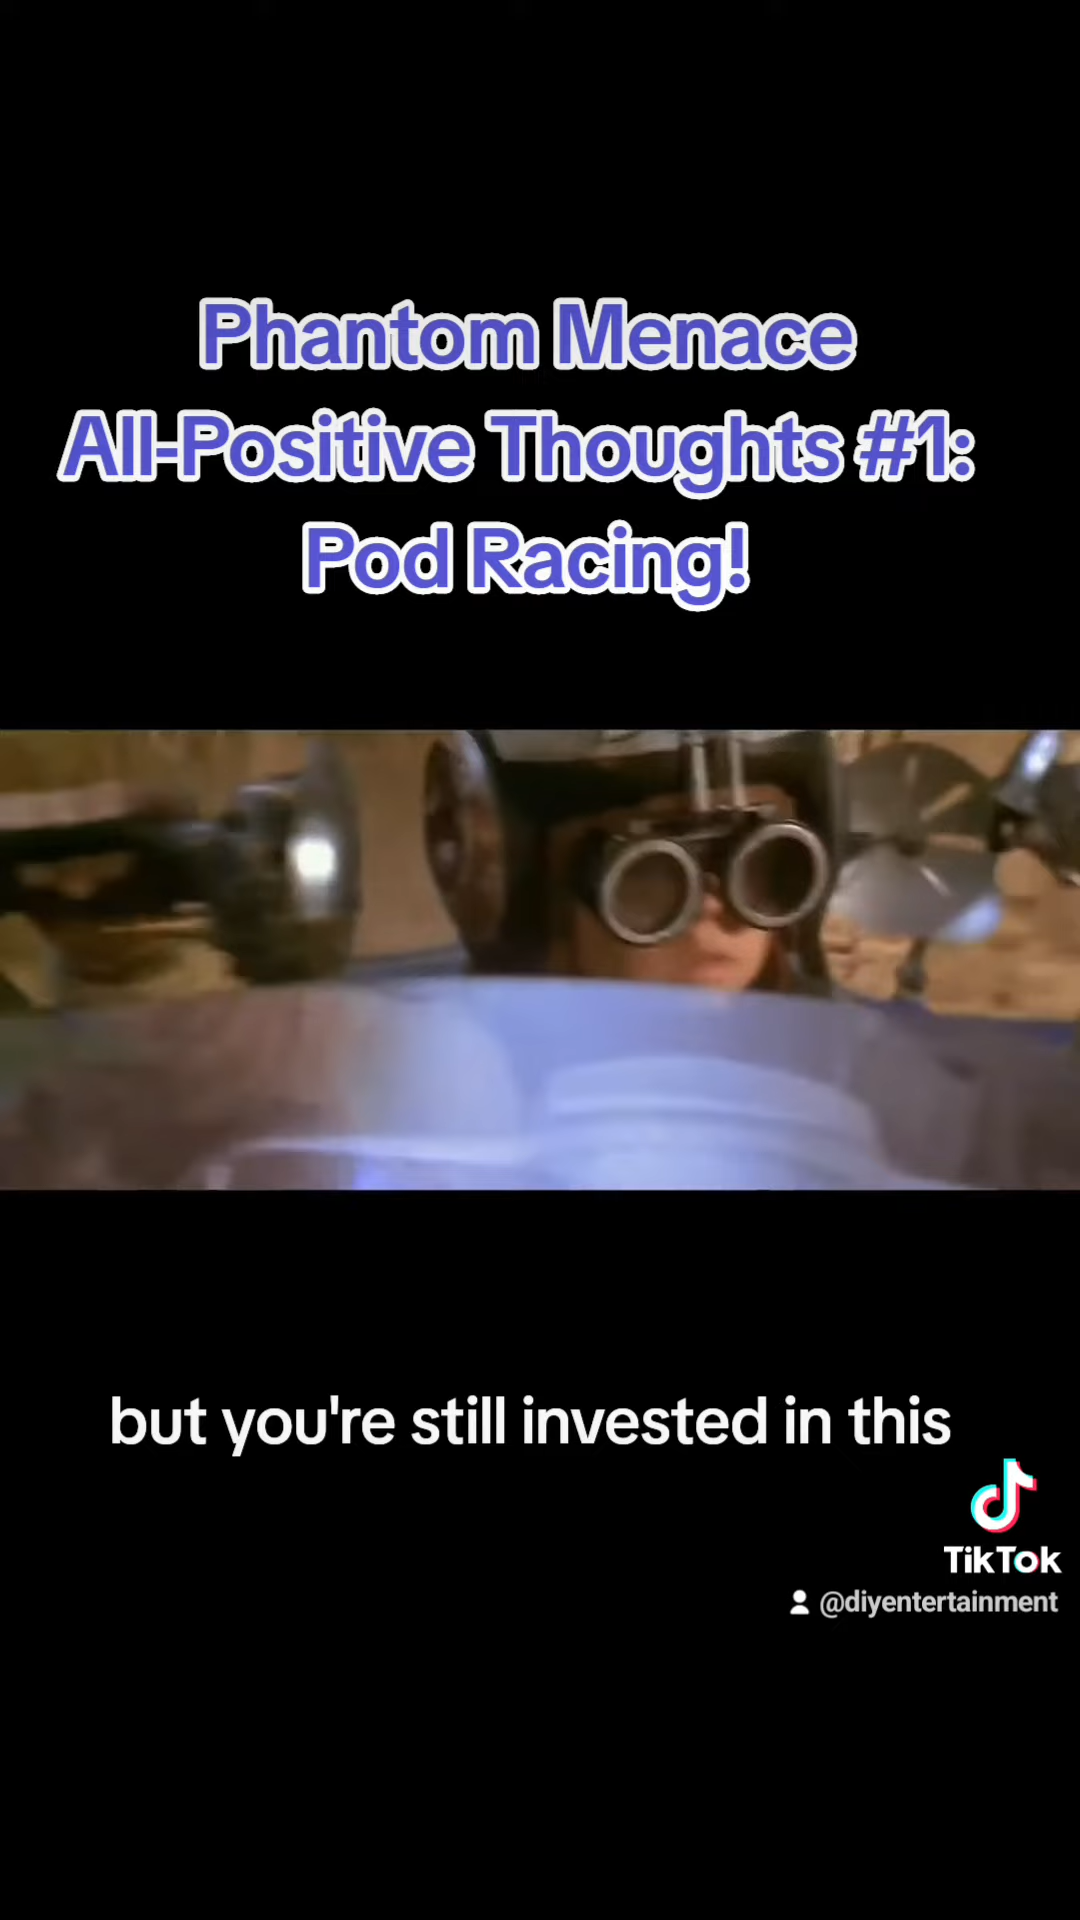 Phantom Menace
All-Positive Thoughts #1:
Pod Racing!
but you're still invested in this
TikTok
@diyentertainment